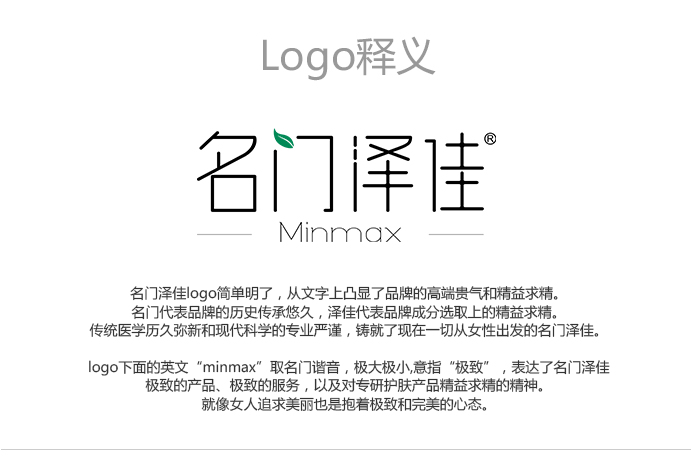 Logo释义
名门泽佳®
Minmax
名门泽佳logo简单明了，从文字上凸显了品牌的高端贵气和精益求精。
名门代表品牌的历史传承悠久，泽佳代表品牌成分选取上的精益求精。
传统医学历久弥新和现代科学的专业严谨，铸就了现在一切从女性出发的名门泽佳。
logo下面的英文“minmax”取名门谐音，极大极小,意指“极致”，表达了名门泽佳
极致的产品、极致的服务，以及对专研护肤产品精益求精的精神。
就像女人追求美丽也是抱着极致和完美的心态。